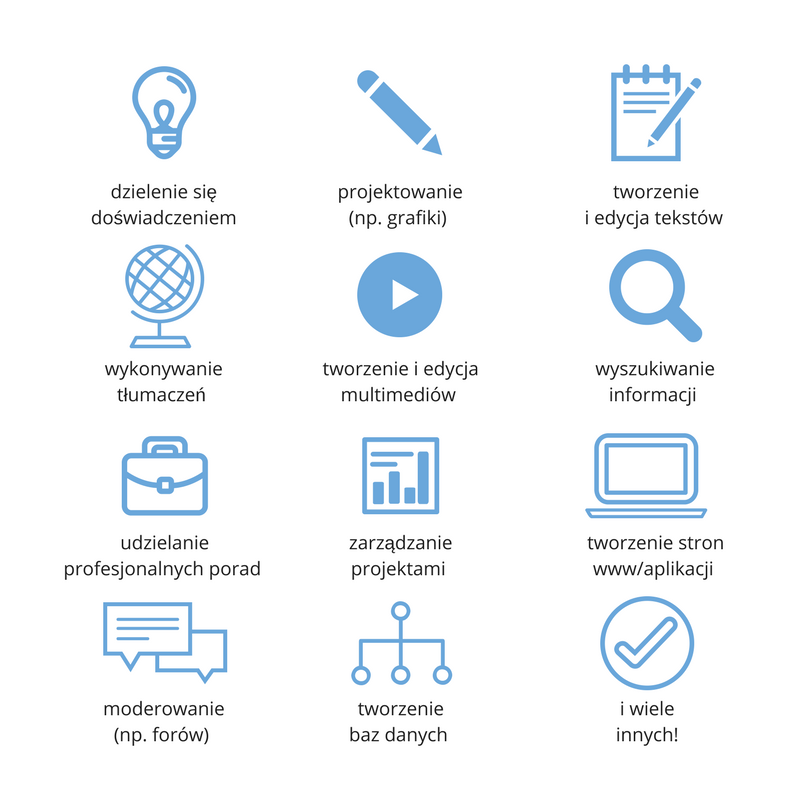 dzielenie się
doświadczeniem
projektowanie
(np. grafiki)
tworzenie
i edycja tekstów
wykonywanie
tłumaczeń
tworzenie i edycja
multimediów
wyszukiwanie
informacji
udzielanie
profesjonalnych porad
zarządzanie
projektami
tworzenie stron
www/aplikacji
moderowanie
(np. forów)
tworzenie
baz danych
i wiele
innych!